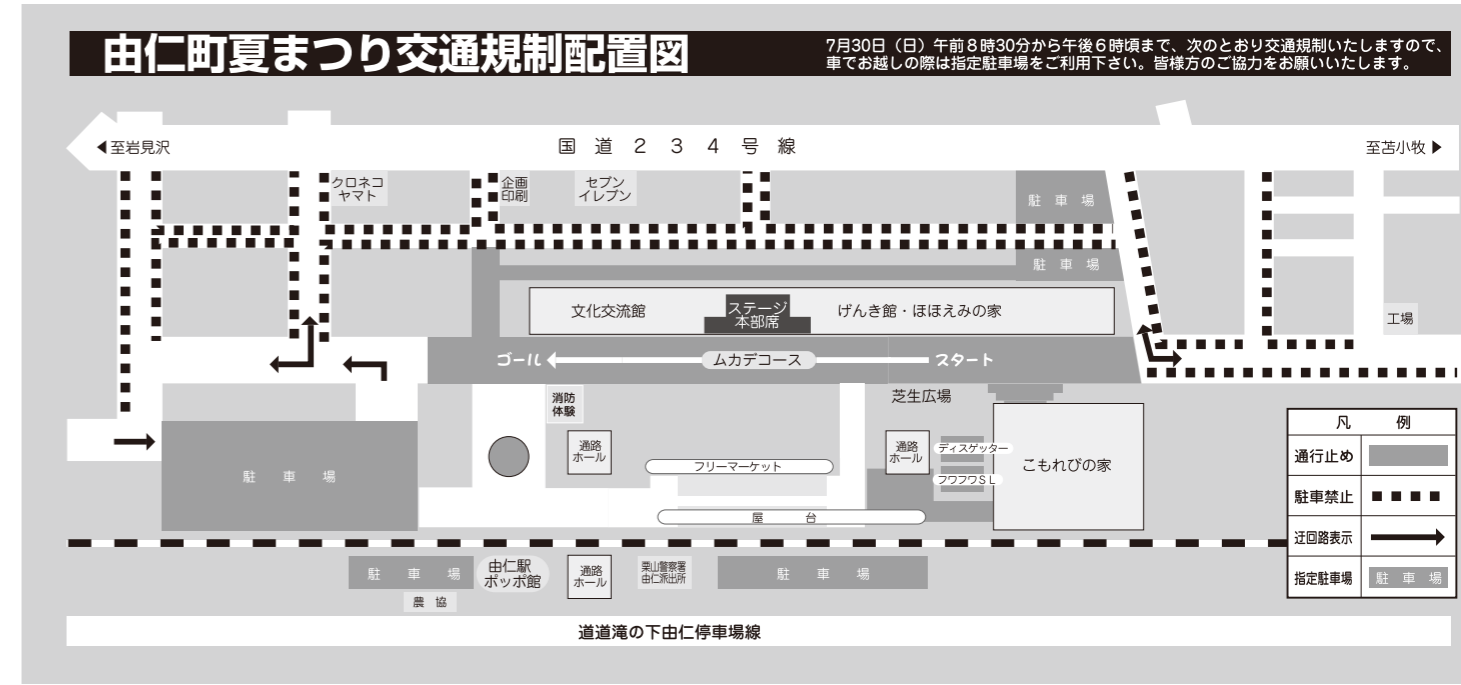 由仁町夏まつり交通規制配置図
7月30日（日）午前８時30分から午後６時頃まで、次のとおり交通規制いたしますので、
車でお越しの際は指定駐車場をご利用下さい。皆様方のご協力をお願いいたします。
◀至岩見沢
国道２３４号線
至苫小牧▶
クロネコ
ヤマト
企画
印刷
セブン
イレブン
駐車場
駐車場
文化交流館
ステージ
本部席
げんき館・ほほえみの家
工場
ゴール
ムカデコース
スタート
消防
体験
芝生広場
通路
ホール
通路
ホール
ディスゲッター
フワフワＳＬ
こもれびの家
駐車場
フリーマーケット
屋台
凡例
通行止め
駐車禁止
迂回路表示
指定駐車場
駐車場
駐車場
由仁駅
ポッポ館
通路
ホール
栗山警察署
由仁派出所
駐車場
農協
道道滝の下由仁停車場線